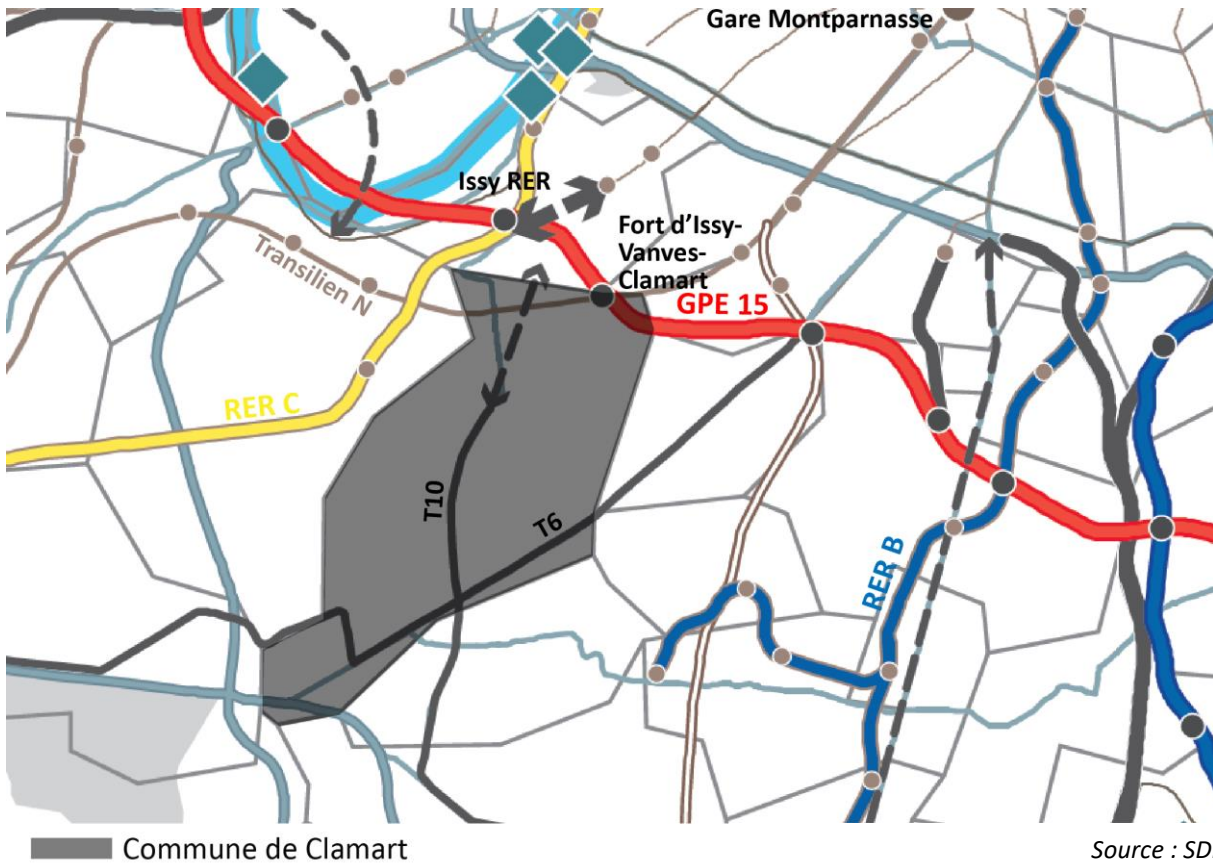 Gare Montparnasse
Issy RER
Fort d'Issy-
Vanves-
Clamart
Transilien N
GPE 15
RER C
T10
T6
RER B
Commune de Clamart
Source : SD